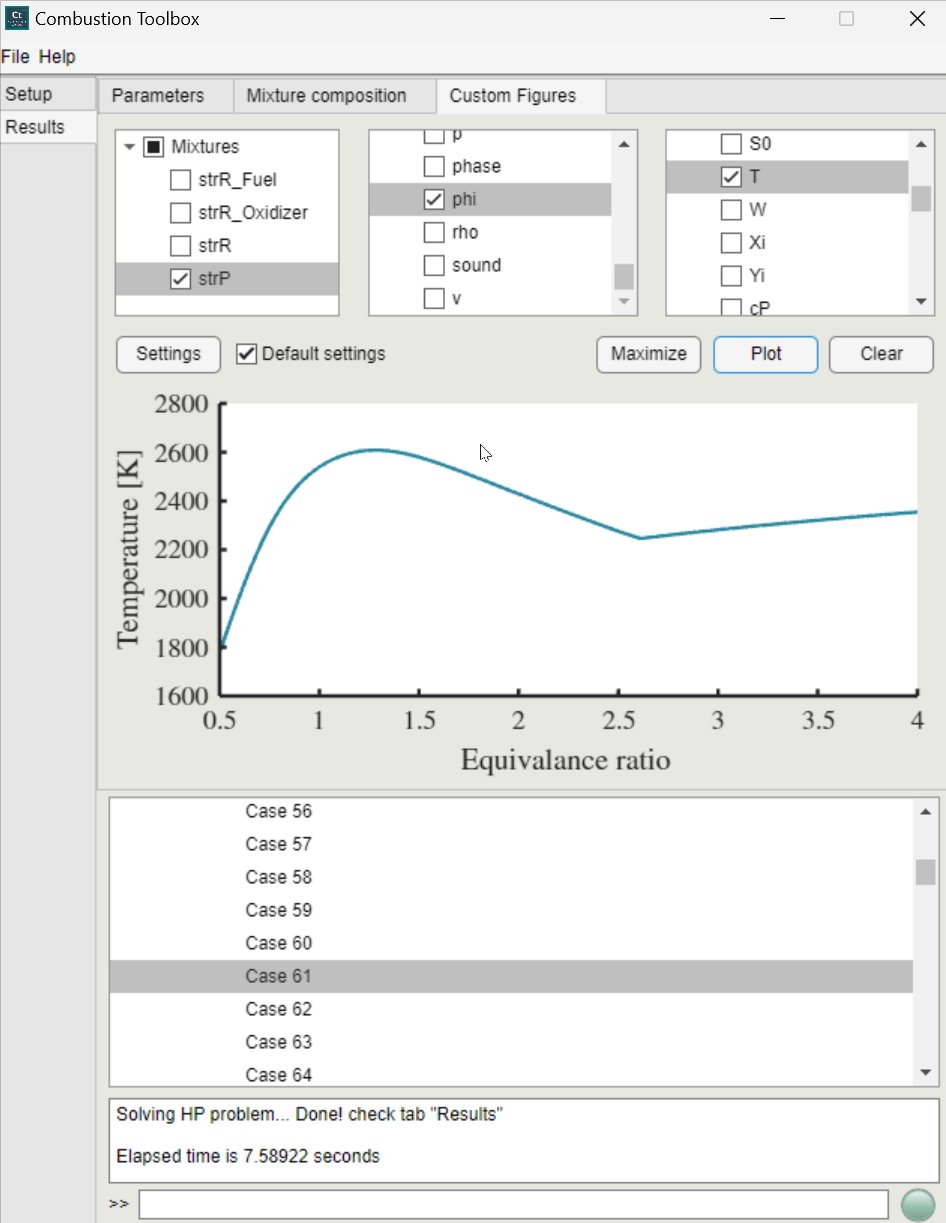 Ct
Combustion Toolbox
File Help
Setup
Results
Parameters
Mixture composition
Custom Figures
Mixtures
strR_Fuel
strR_Oxidizer
strR
strP
p
phase
phi
rho
sound
v
S0
T
W
Xi
Yi
cP
Settings
Default settings
Maximize
Plot
Clear
2800
2600
2400
2200
2000
1800
1600
Temperature [K]
0.5 1 1.5 2 2.5 3 3.5 4
Equivalance ratio
Case 56
Case 57
Case 58
Case 59
Case 60
Case 61
Case 62
Case 63
Case 64
Solving HP problem... Done! check tab "Results"
Elapsed time is 7.58922 seconds
>>